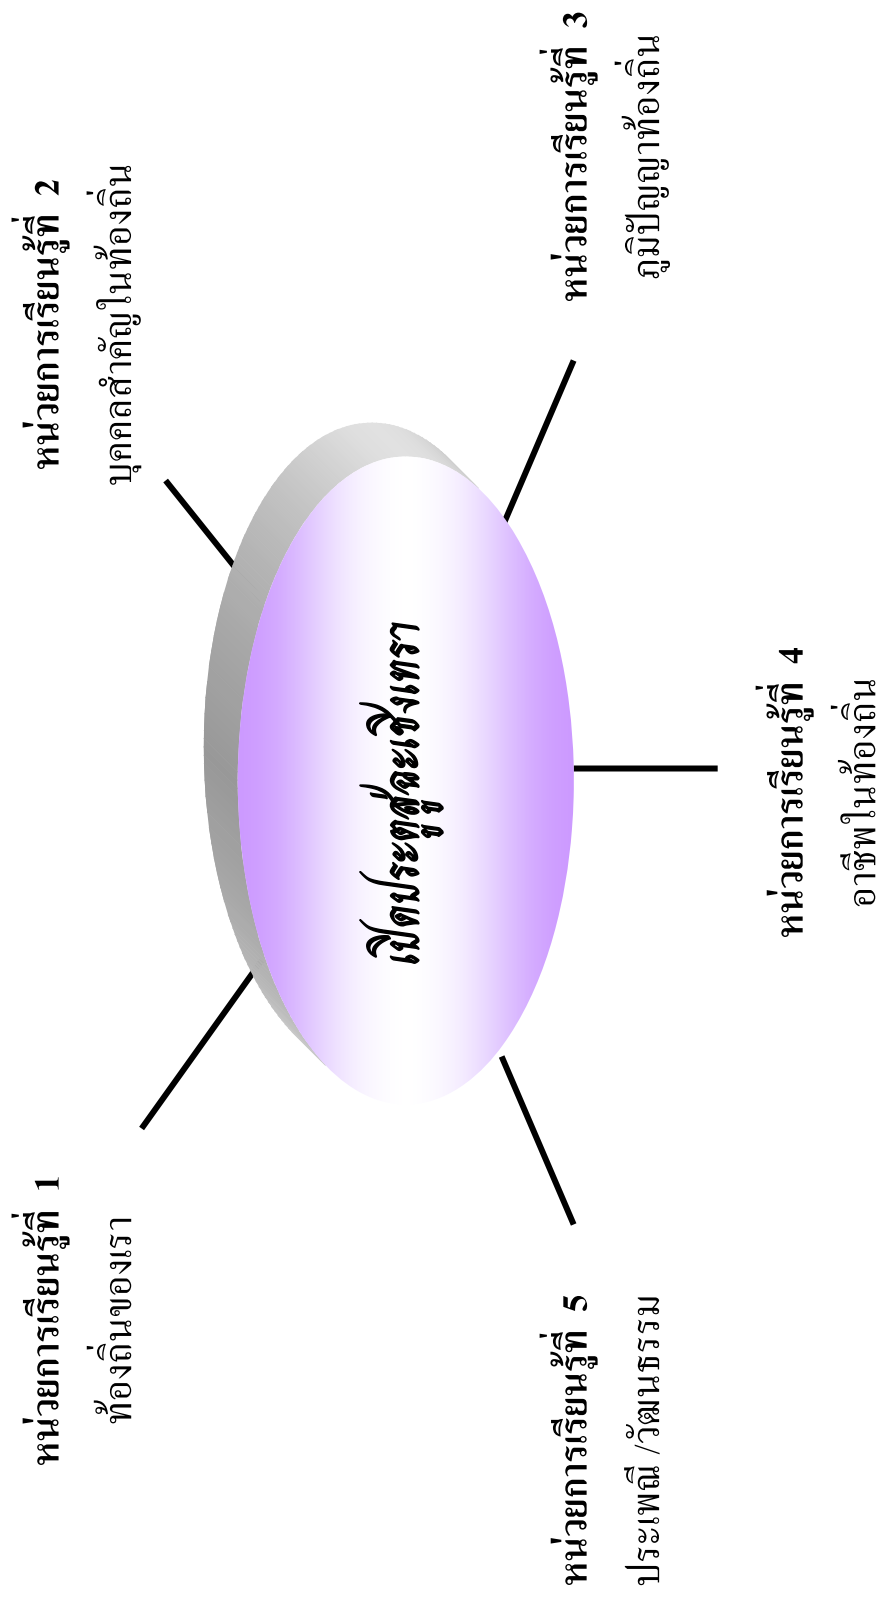 หน่วยการเรียนรู้ที่ 1
ท้องถิ่นของเรา
หน่วยการเรียนรู้ที่ 2
บุคคลสำคัญในท้องถิ่น
เปิดประตูสู่ฉะเชิงเทรา
หน่วยการเรียนรู้ที่ 3
ภูมิปัญญาท้องถิ่น
หน่วยการเรียนรู้ที่ 4
อาชีพในท้องถิ่น
หน่วยการเรียนรู้ที่ 5
ประเพณี /วัฒนธรรม